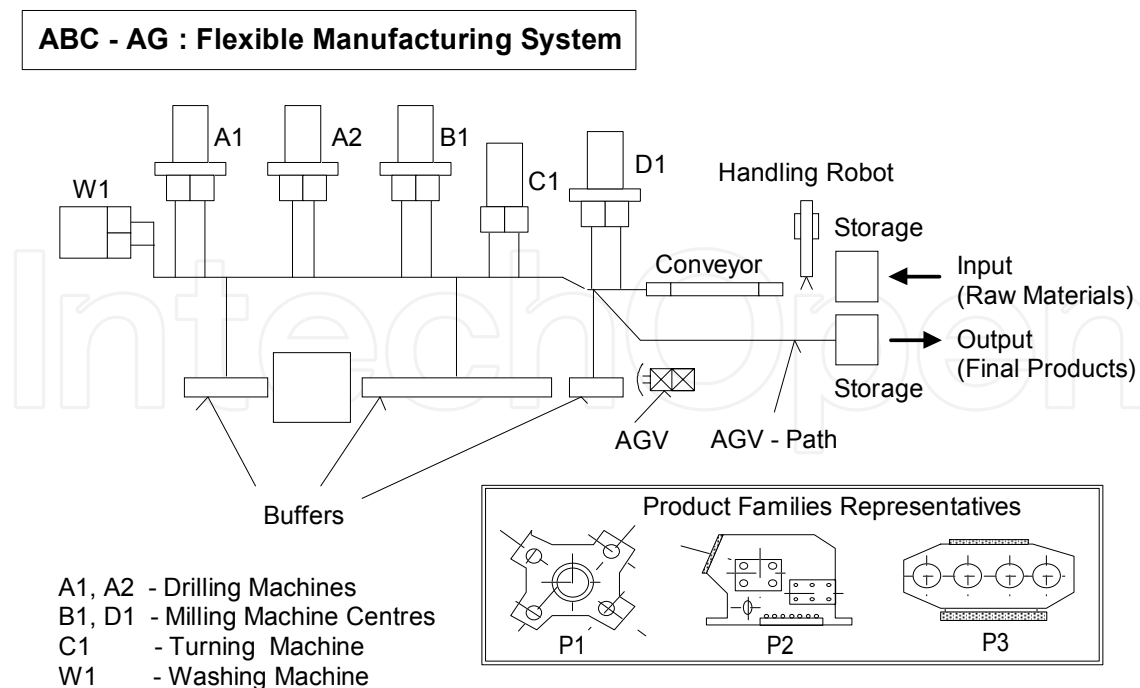 ABC - AG : Flexible Manufacturing System
A1
A2
B1
C1
D1
W1
Handling Robot
Storage
Conveyor
Input
(Raw Materials)
Output
(Final Products)
Storage
AGV
AGV - Path
Buffers
Product Families Representatives
P1
P2
P3
A1, A2 - Drilling Machines
B1, D1 - Milling Machine Centres
C1 - Turning Machine
W1 - Washing Machine
IntechOpen